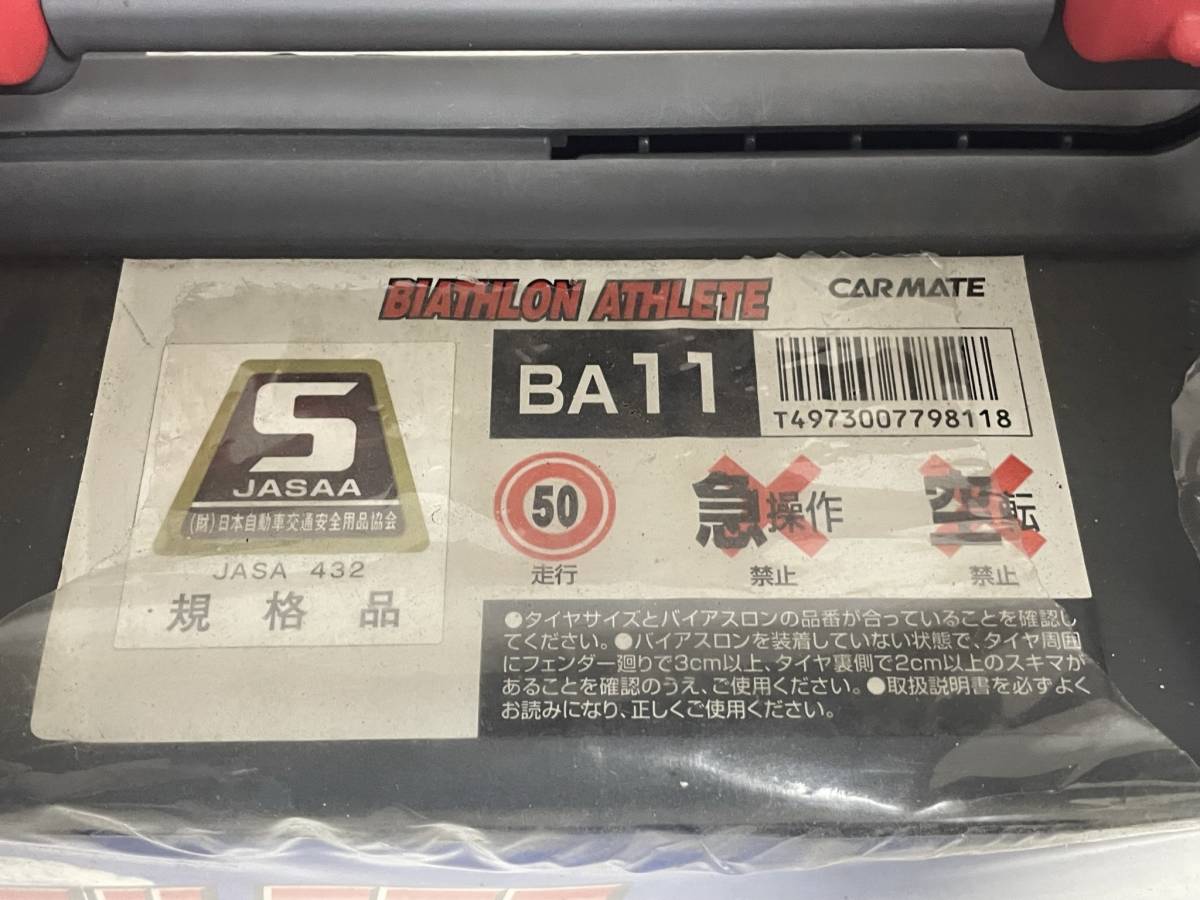 BIATHLON ATHLETE
CARMATE
BA11
T4973007798118
S
JASAA
(財)日本自動車交通安全用品協会
JASA 432
規格品
50
走行
急操作
禁止
空転
禁止
●タイヤサイズとバイアスロンの品番が合っていることを確認し
てください。●バイアスロンを装着していない状態で、タイヤ周囲
にフェンダー廻りで3cm以上、タイヤ裏側で2cm以上のスキマが
あることを確認のうえ、ご使用ください。●取扱説明書を必ずよく
お読みになり、正しくご使用ください。